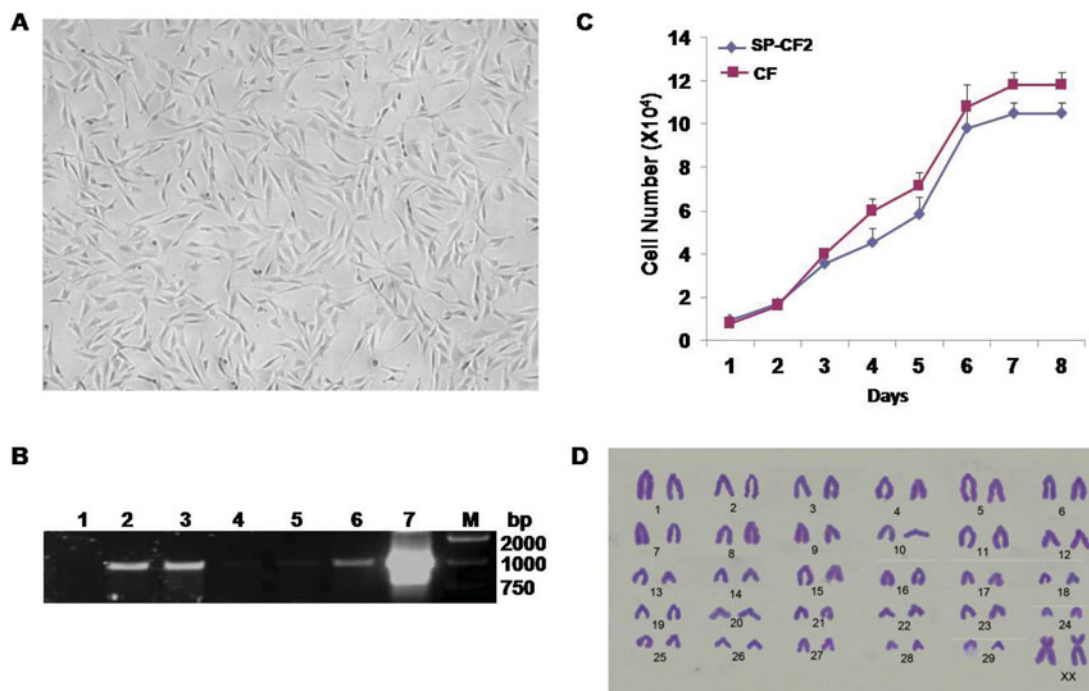 A
B
1 2 3 4 5 6 7 M bp
2000
1000
750
C
SP-CF2
CF
Cell Number (X10⁴)
14
12
10
8
6
4
2
0
1 2 3 4 5 6 7 8
Days
D
1 2 3 4 5 6
7 8 9 10 11 12
13 14 15 16 17 18
19 20 21 22 23 24
25 26 27 28 29 XX